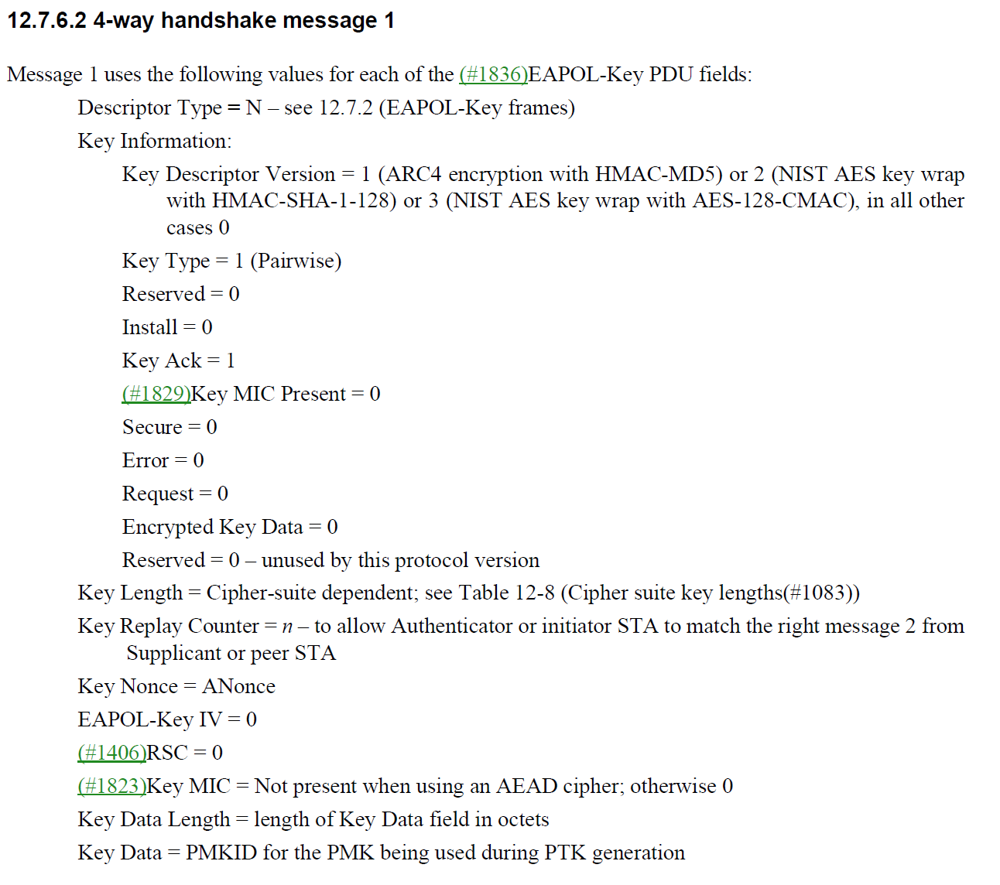 12.7.6.2 4-way handshake message 1
Message 1 uses the following values for each of the (#1836)EAPOL-Key PDU fields:
Descriptor Type = N – see 12.7.2 (EAPOL-Key frames)
Key Information:
Key Descriptor Version = 1 (ARC4 encryption with HMAC-MD5) or 2 (NIST AES key wrap
with HMAC-SHA-1-128) or 3 (NIST AES key wrap with AES-128-CMAC), in all other
cases 0
Key Type = 1 (Pairwise)
Reserved = 0
Install = 0
Key Ack = 1
(#1829)Key MIC Present = 0
Secure = 0
Error = 0
Request = 0
Encrypted Key Data = 0
Reserved = 0 – unused by this protocol version
Key Length = Cipher-suite dependent; see Table 12-8 (Cipher suite key lengths(#1083))
Key Replay Counter = n – to allow Authenticator or initiator STA to match the right message 2 from
Supplicant or peer STA
Key Nonce = ANonce
EAPOL-Key IV = 0
(#1406)RSC = 0
(#1823)Key MIC = Not present when using an AEAD cipher; otherwise 0
Key Data Length = length of Key Data field in octets
Key Data = PMKID for the PMK being used during PTK generation